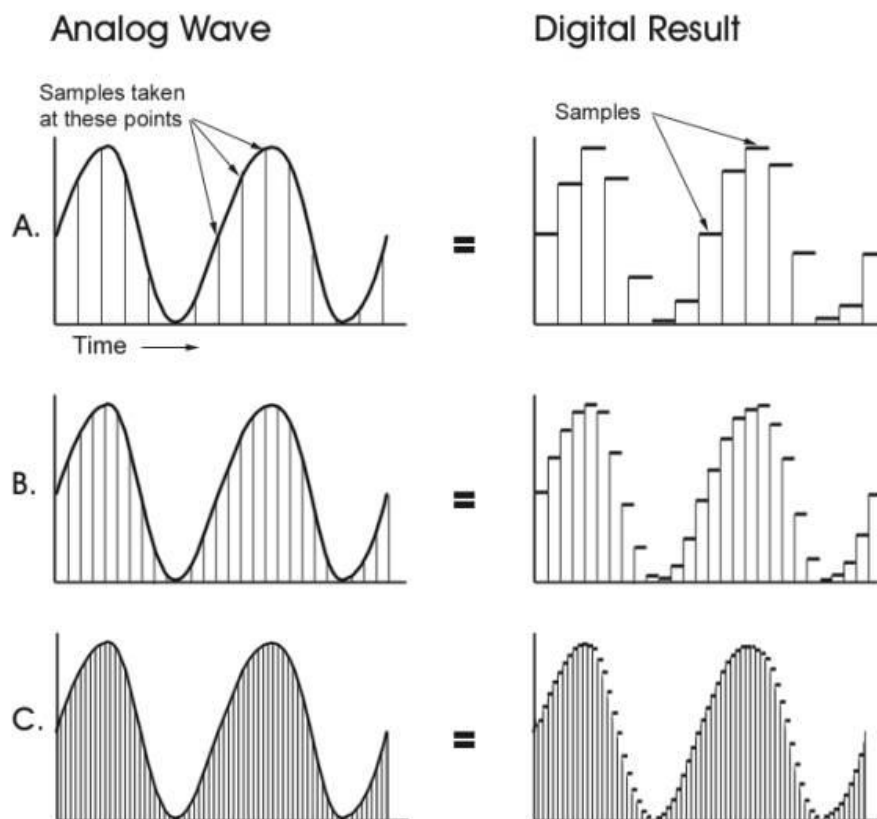 Analog Wave
Digital Result
Samples taken
at these points
Samples
A.
=
Time
B.
=
C.
=